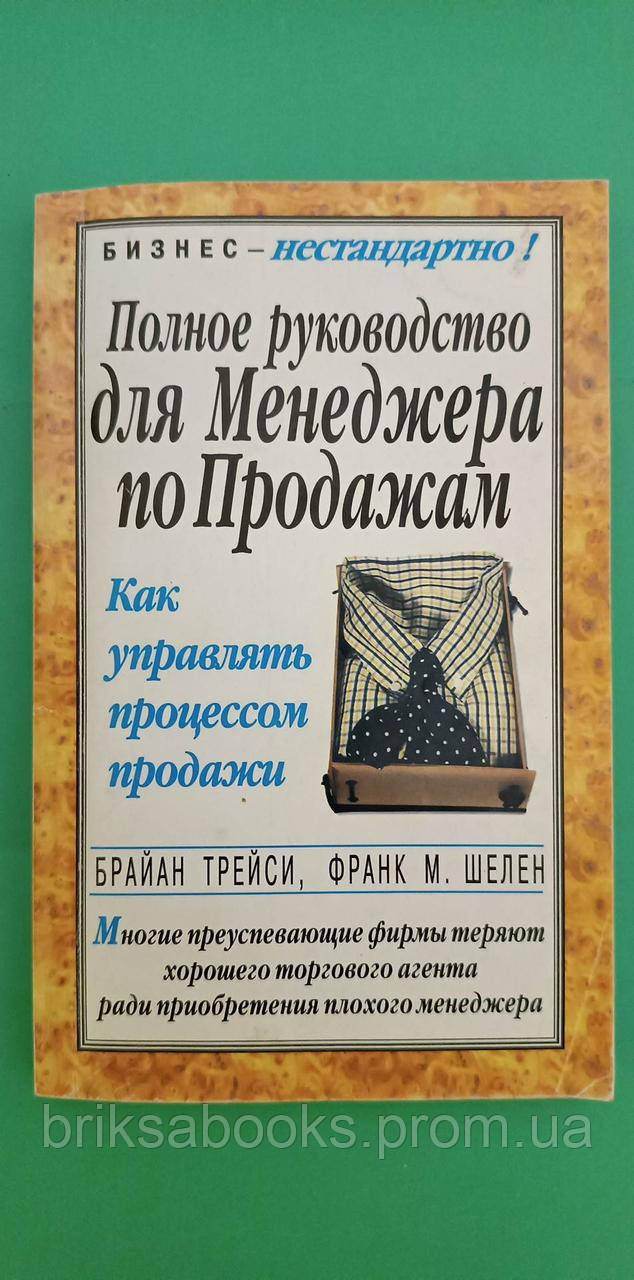 БИЗНЕС – нестандартно!
Полное руководство
для Менеджера
по Продажам
Как
управлять
процессом
продажи
БРАЙАН ТРЕЙСИ, ФРАНК М. ШЕЛЕН
Многие преуспевающие фирмы теряют
хорошего торгового агента
ради приобретения плохого менеджера
briksabooks.prom.ua